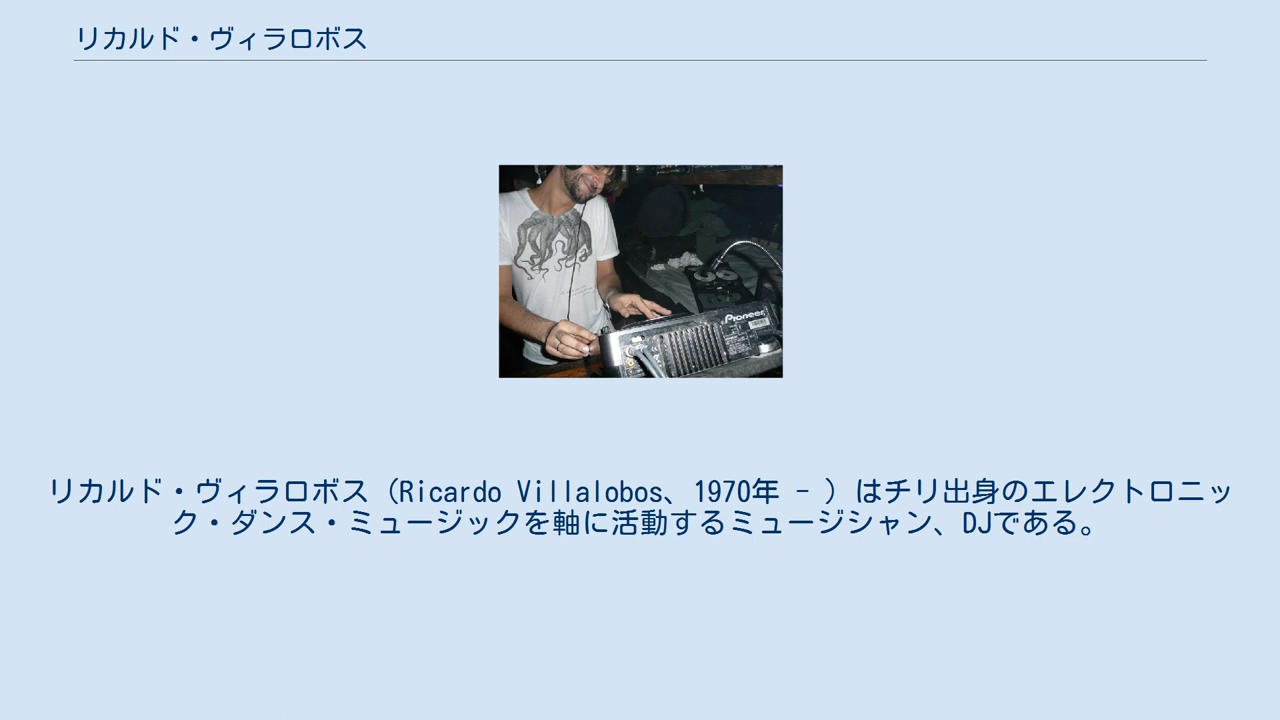 リカルド・ヴィラロボス
Pioneer
リカルド・ヴィラロボス（Ricardo Villalobos、1970年 - ）はチリ出身のエレクトロニッ
ク・ダンス・ミュージックを軸に活動するミュージシャン、DJである。